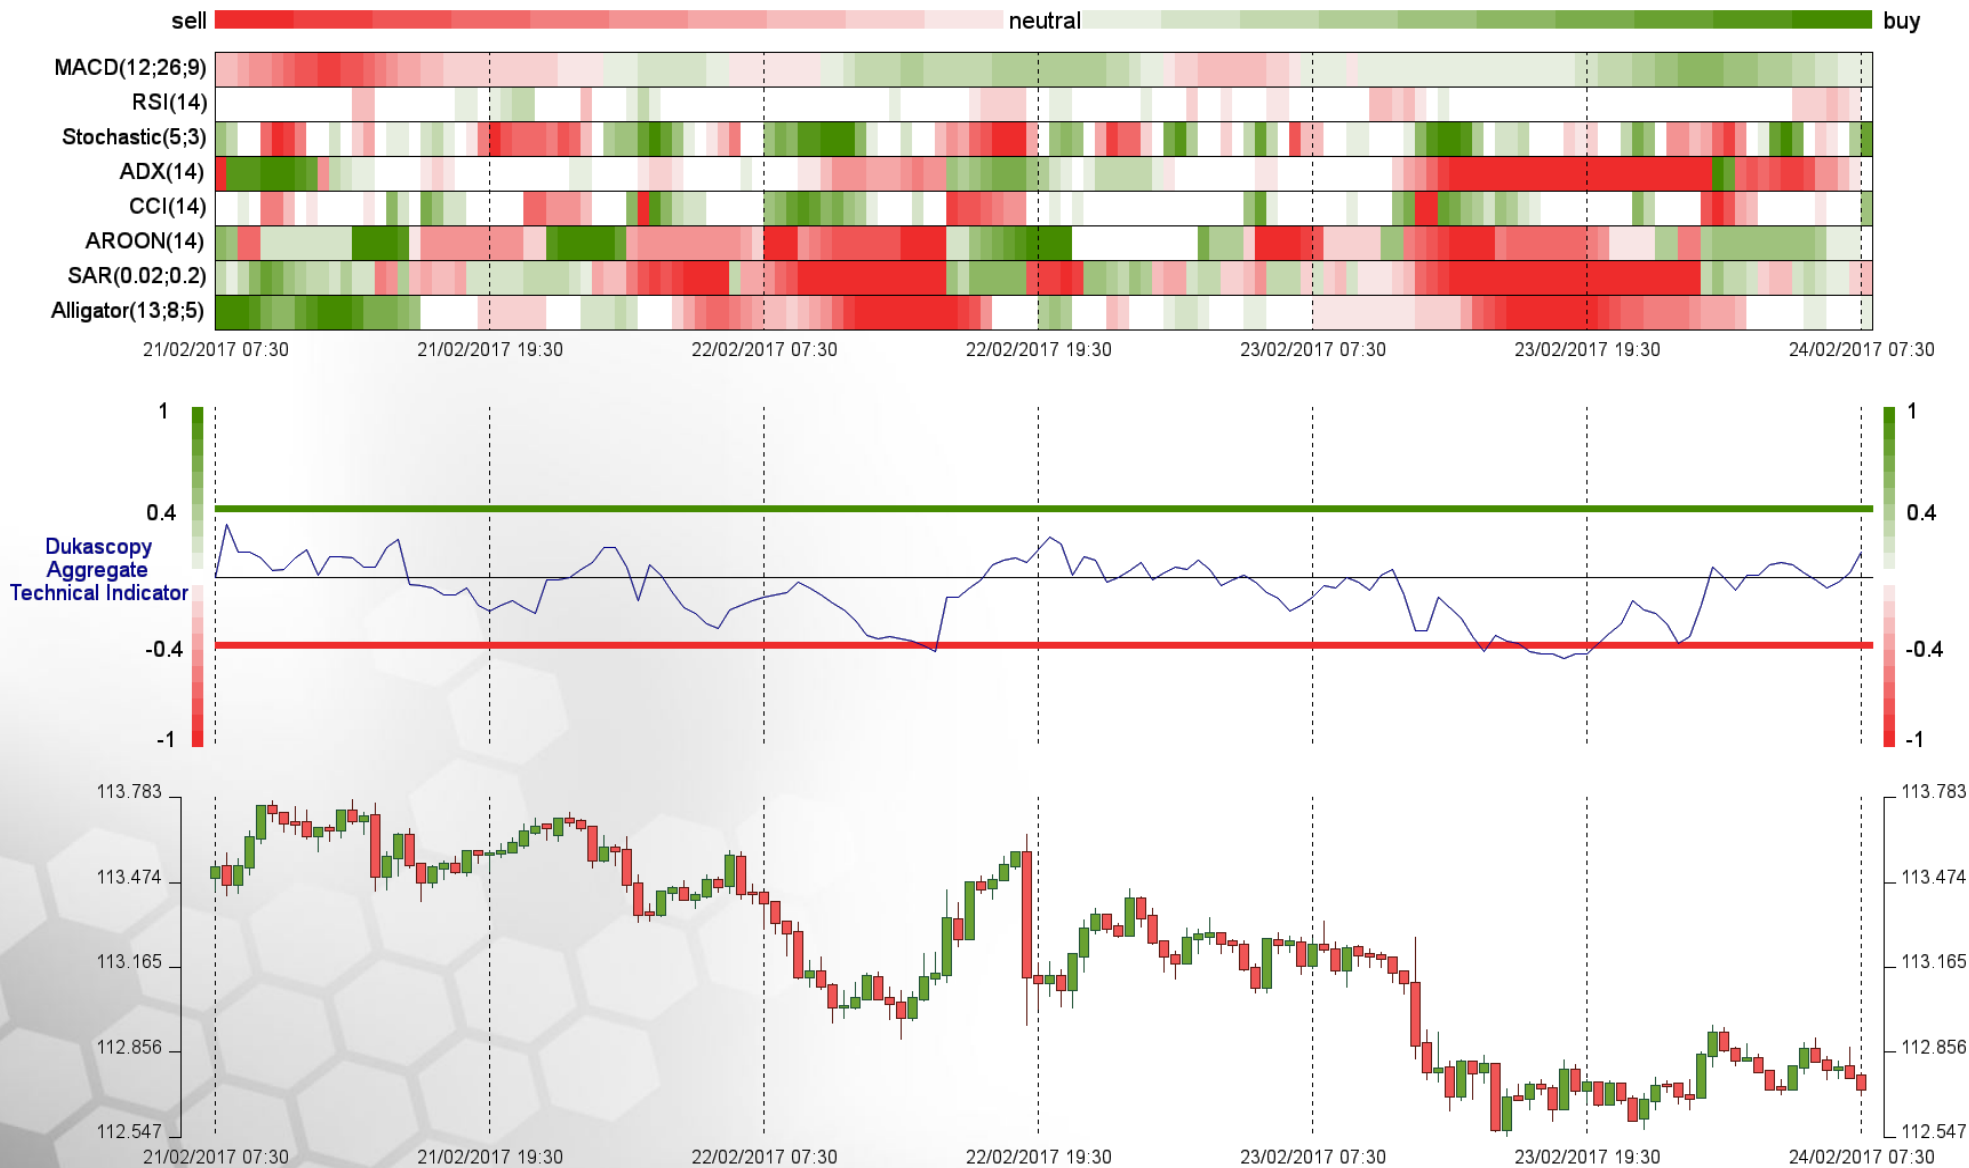 sell neutral buy
MACD(12;26;9)
RSI(14)
Stochastic(5;3)
ADX(14)
CCI(14)
AROON(14)
SAR(0.02;0.2)
Alligator(13;8;5)
21/02/2017 07:30 21/02/2017 19:30 22/02/2017 07:30 22/02/2017 19:30 23/02/2017 07:30 23/02/2017 19:30 24/02/2017 07:30
1 1
0.4 0.4
Dukascopy
Aggregate
Technical Indicator
-0.4 -0.4
-1 -1
113.783 113.783
113.474 113.474
113.165 113.165
112.856 112.856
112.547 112.547
21/02/2017 07:30 21/02/2017 19:30 22/02/2017 07:30 22/02/2017 19:30 23/02/2017 07:30 23/02/2017 19:30 24/02/2017 07:30